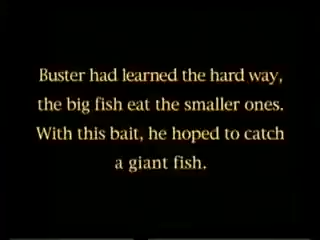 Buster had learned the hard way,
the big fish eat the smaller ones.
With this bait, he hoped to catch
a giant fish.